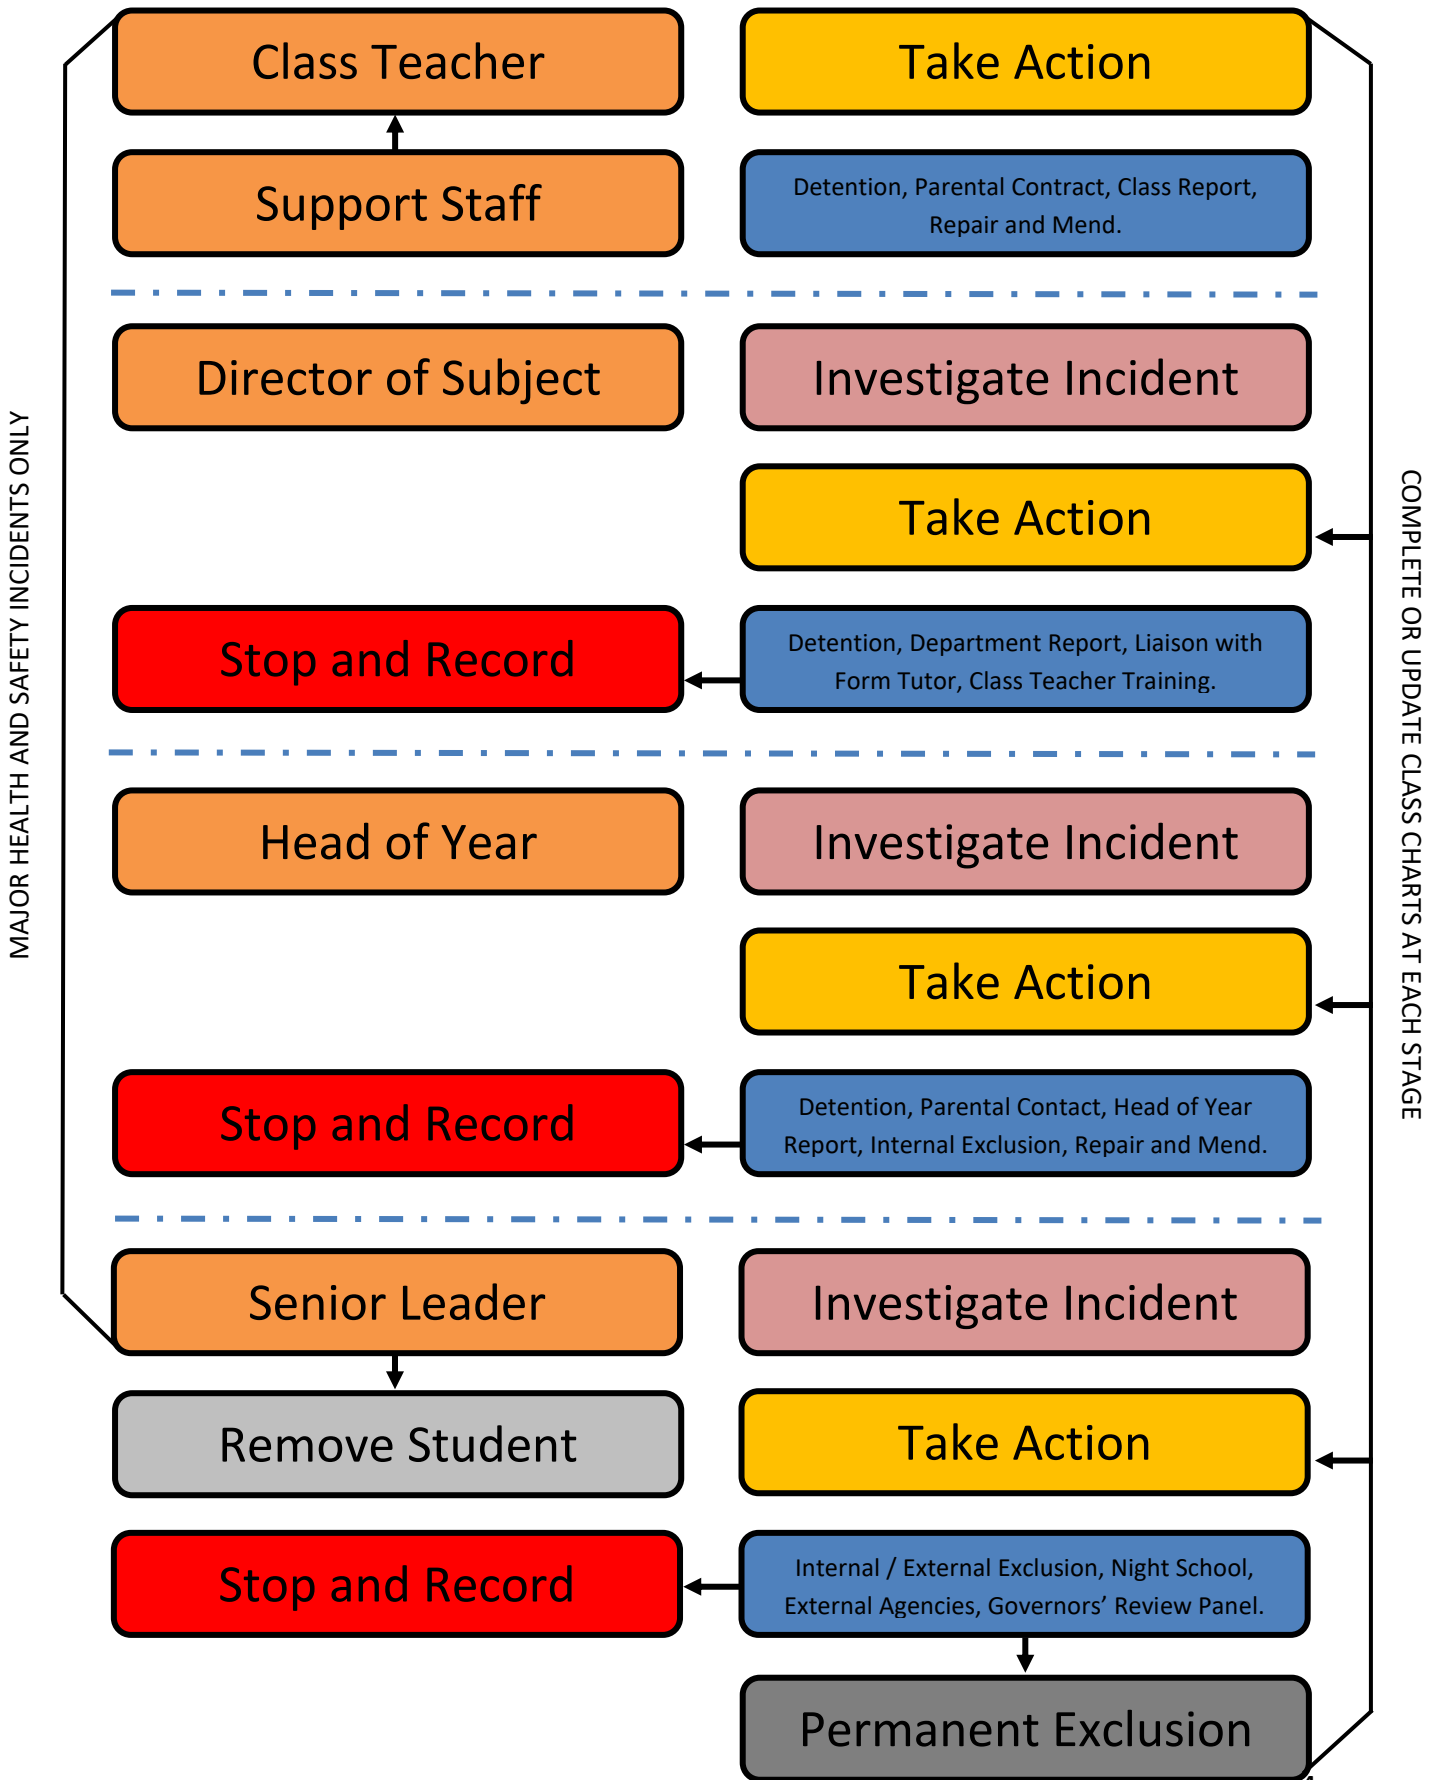 Class Teacher
Take Action
Support Staff
Detention, Parental Contract, Class Report,
Repair and Mend.
Director of Subject
Investigate Incident
Take Action
Stop and Record
Detention, Department Report, Liaison with
Form Tutor, Class Teacher Training.
Head of Year
Investigate Incident
Take Action
Stop and Record
Detention, Parental Contact, Head of Year
Report, Internal Exclusion, Repair and Mend.
Senior Leader
Investigate Incident
Remove Student
Take Action
Stop and Record
Internal / External Exclusion, Night School,
External Agencies, Governors’ Review Panel.
Permanent Exclusion
MAJOR HEALTH AND SAFETY INCIDENTS ONLY
COMPLETE OR UPDATE CLASS CHARTS AT EACH STAGE